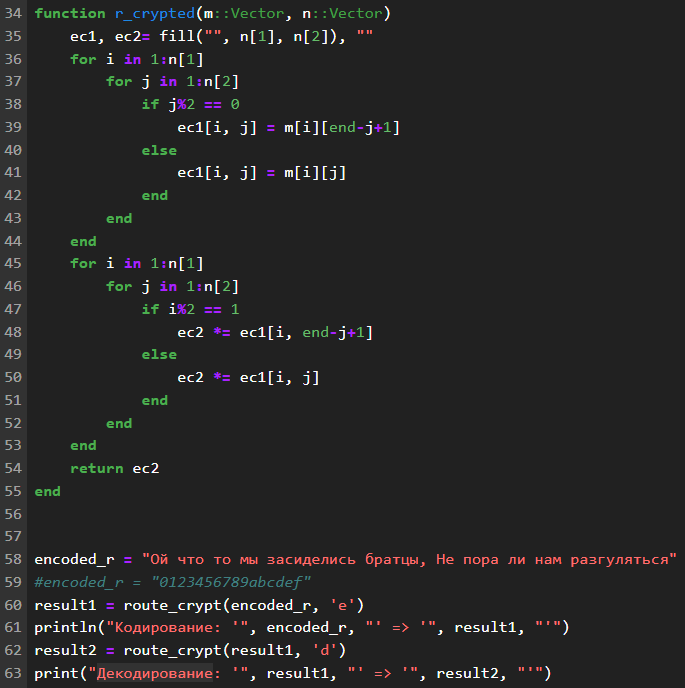 34 function r_crypted(m::Vector, n::Vector)
35     ec1, ec2= fill("", n[1], n[2]), ""
36     for i in 1:n[1]
37         for j in 1:n[2]
38             if j%2 == 0
39                 ec1[i, j] = m[i][end-j+1]
40             else
41                 ec1[i, j] = m[i][j]
42             end
43         end
44     end
45     for i in 1:n[1]
46         for j in 1:n[2]
47             if i%2 == 1
48                 ec2 *= ec1[i, end-j+1]
49             else
50                 ec2 *= ec1[i, j]
51             end
52         end
53     end
54     return ec2
55 end
56
57
58 encoded_r = "Ой что то мы засиделись братцы, Не пора ли нам разгуляться"
59 #encoded_r = "0123456789abcdef"
60 result1 = route_crypt(encoded_r, 'e')
61 println("Кодирование: '", encoded_r, "' => '", result1, "'")
62 result2 = route_crypt(result1, 'd')
63 print("Декодирование: '", result1, "' => '", result2, "'")